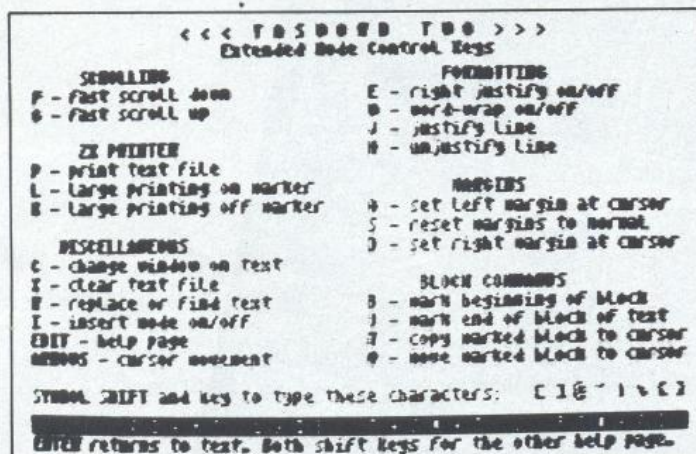 <<< TASWORD TWO >>>
Extended Mode Control Keys
SCROLLING
F - fast scroll down
G - fast scroll up
ZX PRINTER
P - print text file
L - large printing on marker
K - large printing off marker
MISCELLANEOUS
C - change window on text
X - clear text file
R - replace or find text
I - insert mode on/off
EDIT - help page
ARROWS - cursor movement
FORMATTING
E - right justify on/off
W - word-wrap on/off
J - justify line
H - unjustify line
MARGINS
A - set left margin at cursor
S - reset margins to normal
D - set right margin at cursor
BLOCK COMMANDS
B - mark beginning of block
- mark end of block of text
- copy marked block to cursor
- move marked block to cursor
SYMBOL SHIFT and key to type these characters: [ ]
ENTER returns to text. Both shift keys for the other help page.